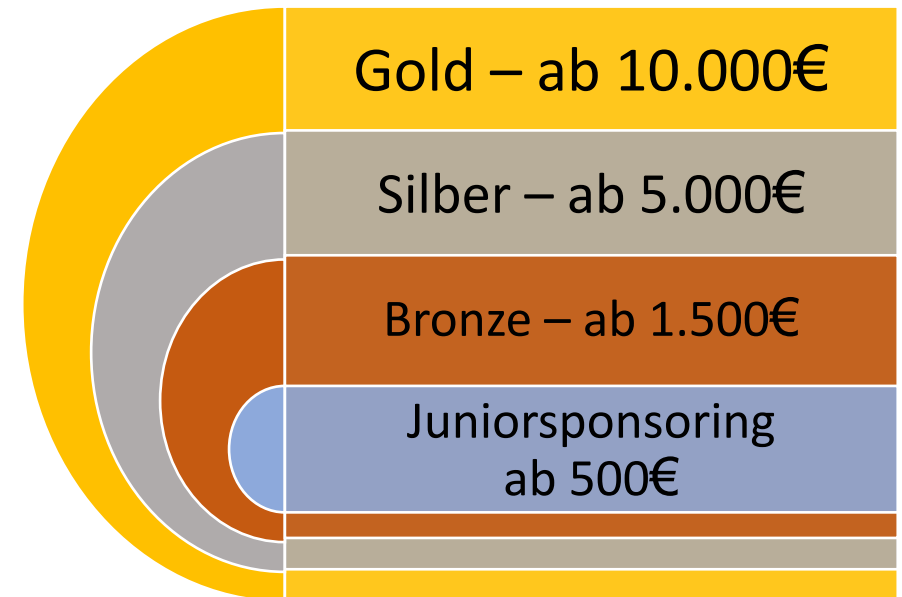 Gold – ab 10.000€
Silber – ab 5.000€
Bronze – ab 1.500€
Juniorsponsoring
ab 500€